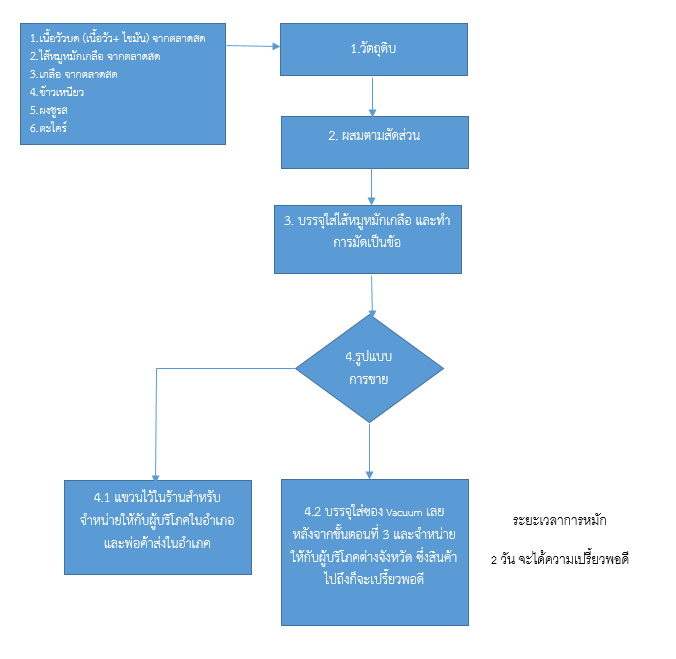 1.เนื้อวัวบด (เนื้อวัว+ ไขมัน) จากตลาดสด
2.ไส้หมูหมักเกลือ จากตลาดสด
3.เกลือ จากตลาดสด
4.ข้าวเหนียว
5.ผงชูรส
6.ตะไคร์
1.วัตถุดิบ
2. ผสมตามสัดส่วน
3. บรรจุใส่ไส้หมูหมักเกลือ และทำ
การมัดเป็นข้อ
4.รูปแบบ
การขาย
4.1 แขวนไว้ในร้านสำหรับ
จำหน่ายให้กับผู้บริโภคในอำเภอ
และพ่อค้าส่งในอำเภค
4.2 บรรจุใส่ซอง Vacuum เลย
หลังจากขั้นตอนที่ 3 และจำหน่าย
ให้กับผู้บริโภคต่างจังหวัด ซึ่งสินค้า
ไปถึงก็จะเปรี้ยวพอดี
ระยะเวลาการหมัก
2 วัน จะได้ความเปรี้ยวพอดี